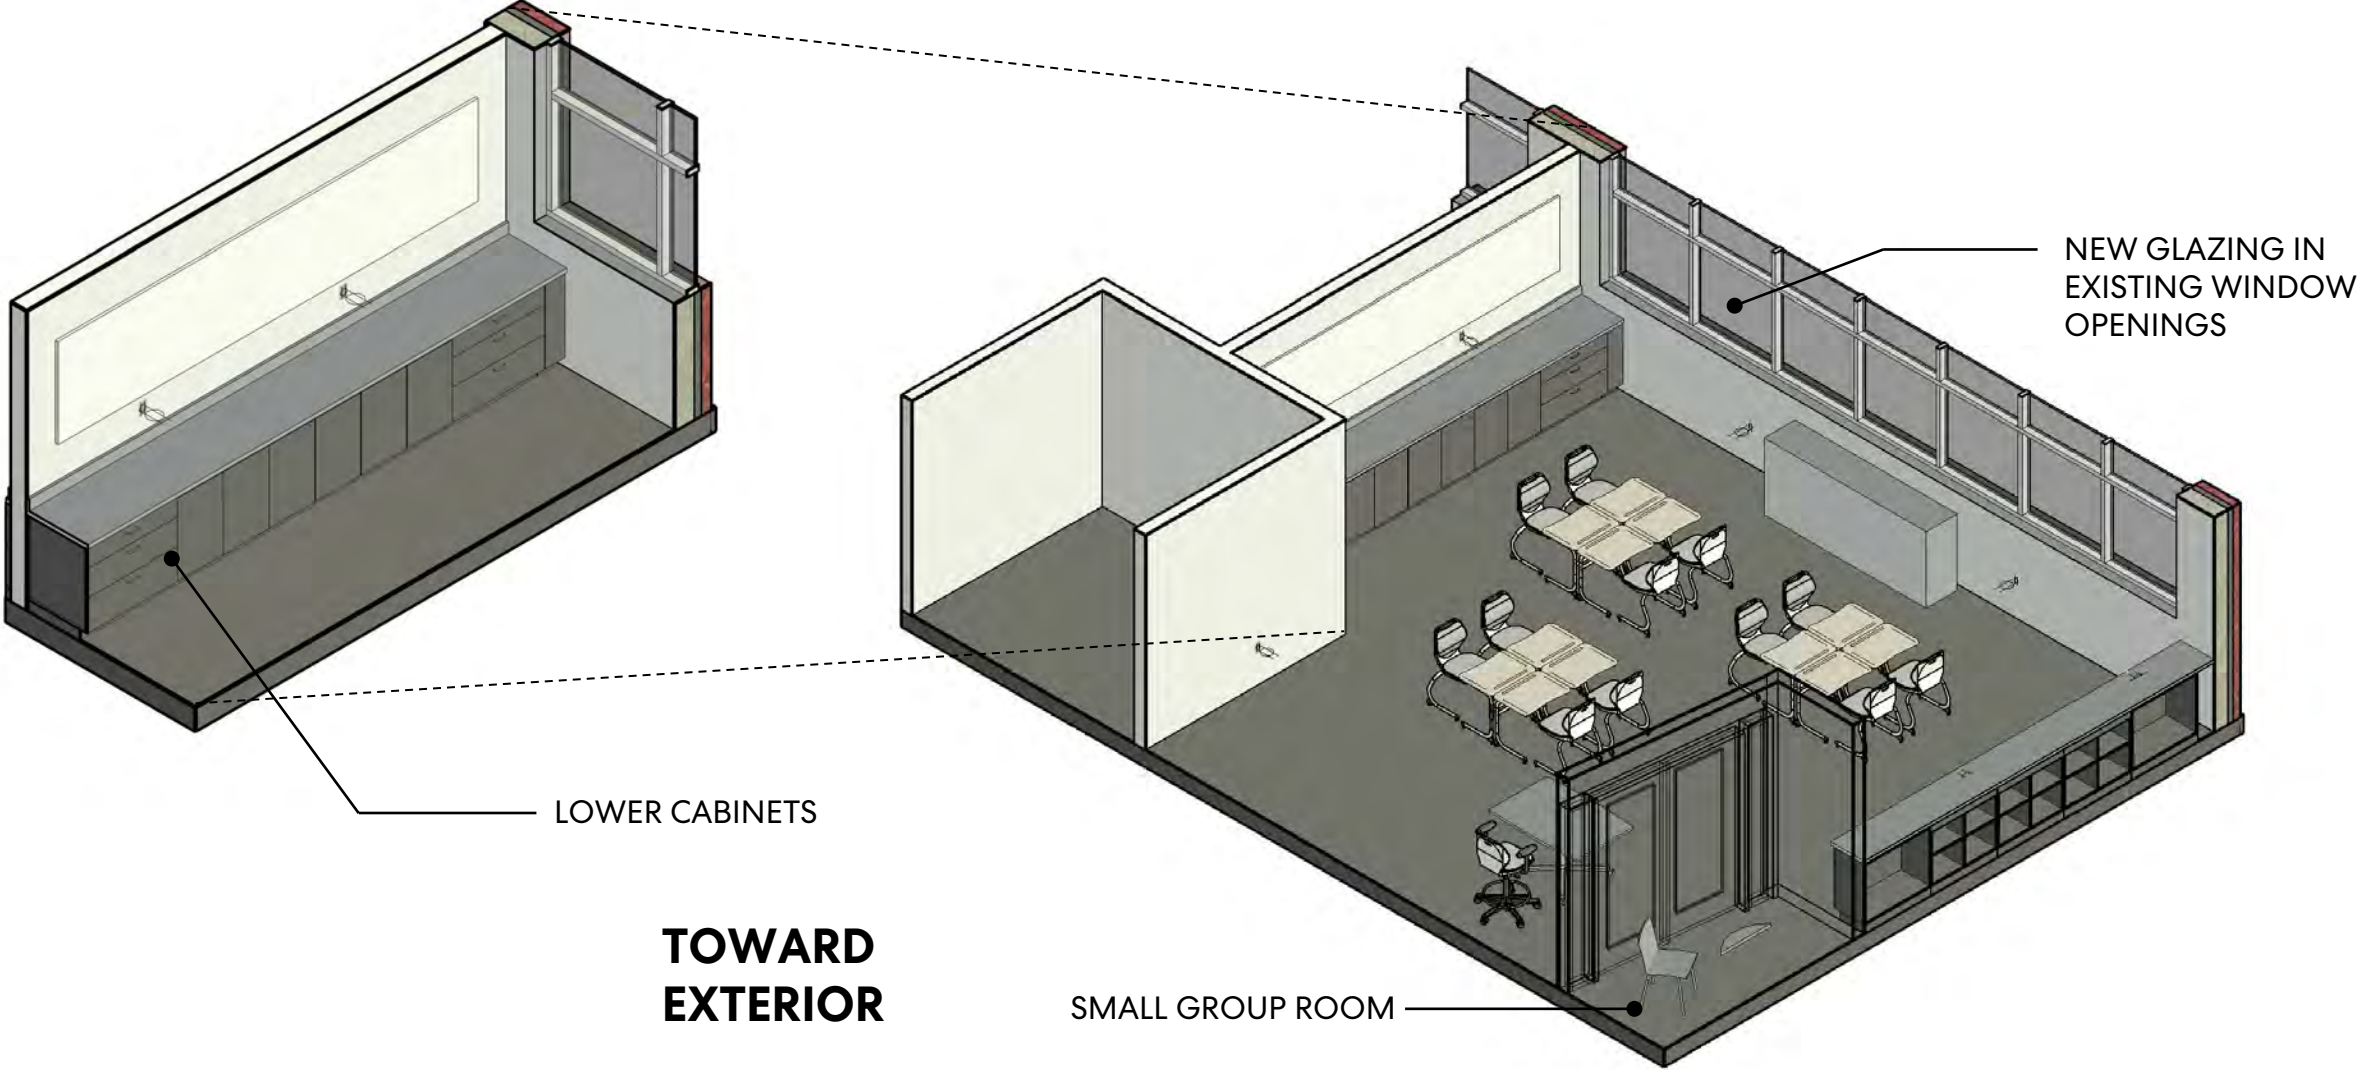 NEW GLAZING IN
EXISTING WINDOW
OPENINGS
LOWER CABINETS
TOWARD
EXTERIOR
SMALL GROUP ROOM